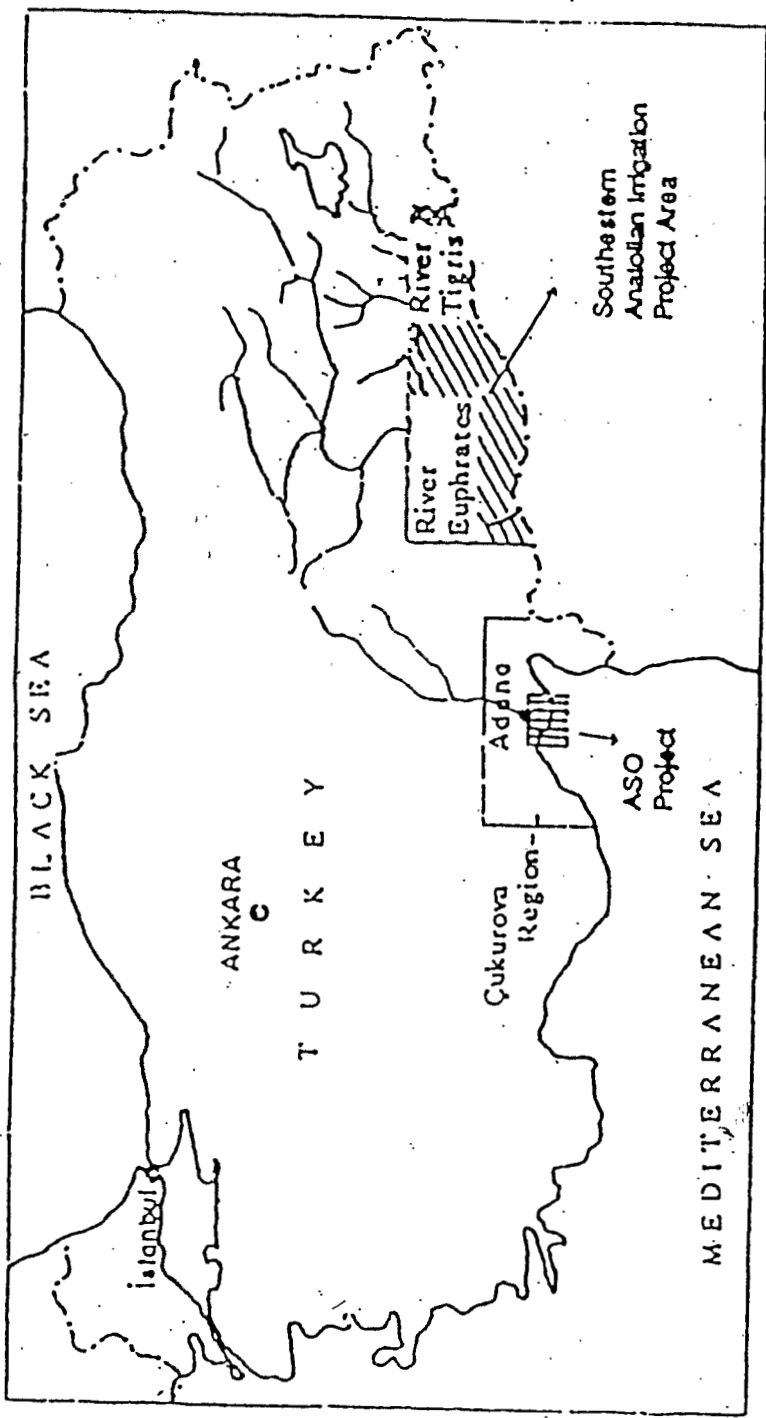 BLACK SEA
İstanbul
ANKARA
TURKEY
River
Tigris
River
Euphrates
Southestern
Anatolian Irrigation
Project Area
Adana
Çukurova
Region
ASO
Project
MEDITERRANEAN SEA